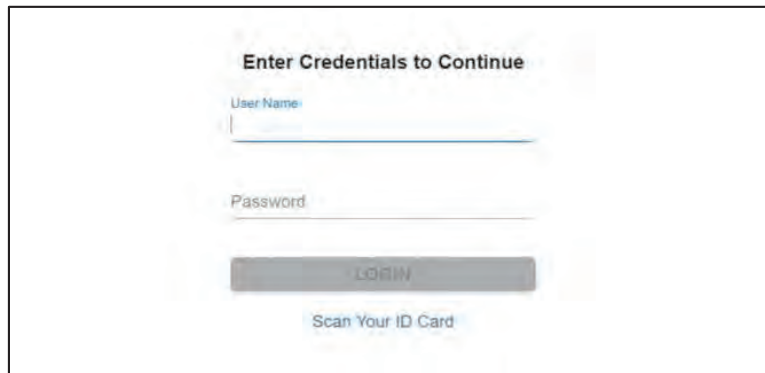 Enter Credentials to Continue
User Name
Password
LOGIN
Scan Your ID Card